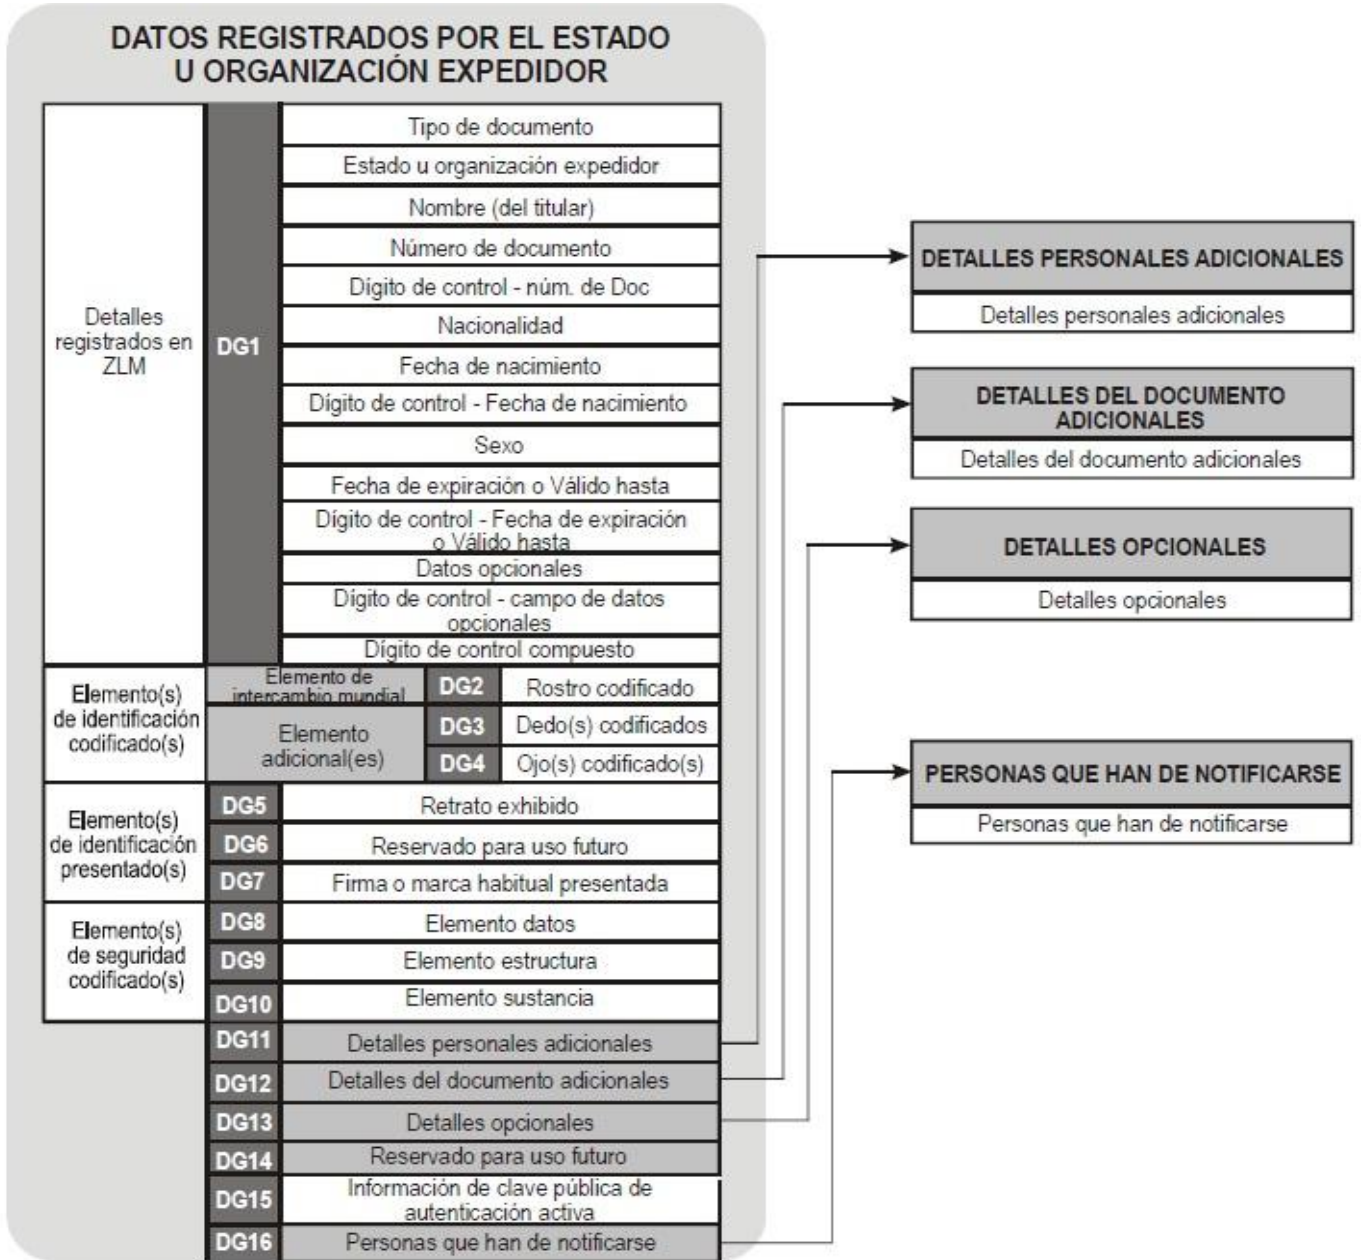 DATOS REGISTRADOS POR EL ESTADO
U ORGANIZACIÓN EXPEDIDOR
Detalles
registrados en
ZLM
DG1
Tipo de documento
Estado u organización expedidor
Nombre (del titular)
Número de documento
Dígito de control - núm. de Doc
Nacionalidad
Fecha de nacimiento
Dígito de control - Fecha de nacimiento
Sexo
Fecha de expiración o Válido hasta
Dígito de control - Fecha de expiración
o Válido hasta
Datos opcionales
Dígito de control - campo de datos
opcionales
Dígito de control compuesto
Elemento(s)
de identificación
codificado(s)
Elemento de
intercambio mundial
DG2
Rostro codificado
Elemento
adicional(es)
DG3
Dedo(s) codificados
DG4
Ojo(s) codificado(s)
Elemento(s)
de identificación
presentado(s)
DG5
Retrato exhibido
DG6
Reservado para uso futuro
DG7
Firma o marca habitual presentada
Elemento(s)
de seguridad
codificado(s)
DG8
Elemento datos
DG9
Elemento estructura
DG10
Elemento sustancia
DG11
Detalles personales adicionales
DG12
Detalles del documento adicionales
DG13
Detalles opcionales
DG14
Reservado para uso futuro
DG15
Información de clave pública de
autenticación activa
DG16
Personas que han de notificarse
DETALLES PERSONALES ADICIONALES
Detalles personales adicionales
DETALLES DEL DOCUMENTO
ADICIONALES
Detalles del documento adicionales
DETALLES OPCIONALES
Detalles opcionales
PERSONAS QUE HAN DE NOTIFICARSE
Personas que han de notificarse